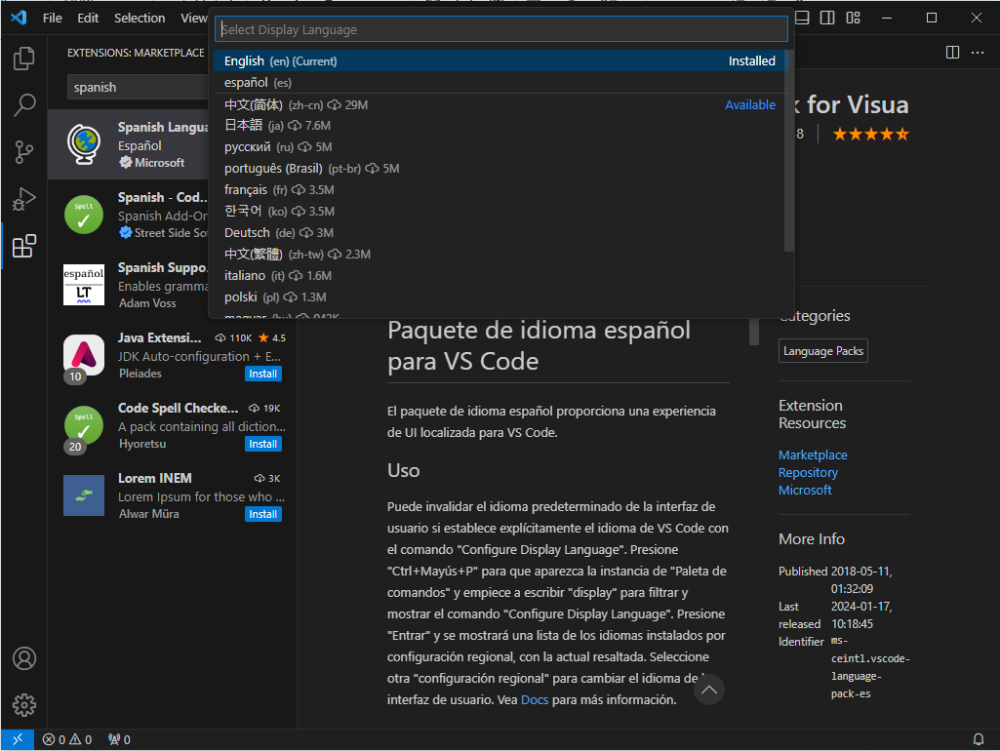 File Edit Selection View
Select Display Language
English (en) (Current) Installed
español (es)
中文(简体) (zh-cn) 29M Available
日本語 (ja) 7.6M
русский (ru) 5M
português (Brasil) (pt-br) 5M
français (fr) 3.5M
한국어 (ko) 3.5M
Deutsch (de) 3M
中文(繁體) (zh-tw) 2.3M
italiano (it) 1.6M
polski (pl) 1.3M
EXTENSIONS: MARKETPLACE
spanish
Spanish Langua
Español
Microsoft
Spanish - Cod...
Spanish Add-On
Street Side So
Spell
español
LT
Spanish Suppo
Enables gramma
Adam Voss
Java Extensi... 110K 4.5
JDK Auto-configuration + E...
Pleiades Install
10
Code Spell Checke... 19K
A pack containing all diction...
Hyoretsu Install
Spell
20
Lorem INEM 3K
Lorem Ipsum for those who ...
Alwar Mūra Install
k for Visua
8
Paquete de idioma español
para VS Code
El paquete de idioma español proporciona una experiencia
de UI localizada para VS Code.
Uso
Puede invalidar el idioma predeterminado de la interfaz de
usuario si establece explícitamente el idioma de VS Code con
el comando "Configure Display Language". Presione
"Ctrl+Mayús+P" para que aparezca la instancia de "Paleta de
comandos" y empiece a escribir "display" para filtrar y
mostrar el comando "Configure Display Language". Presione
"Entrar" y se mostrará una lista de los idiomas instalados por
configuración regional, con la actual resaltada. Seleccione
otra "configuración regional" para cambiar el idioma de
interfaz de usuario. Vea Docs para más información.
Categories
Language Packs
Extension
Resources
Marketplace
Repository
Microsoft
More Info
Published 2018-05-11,
01:32:09
Last 2024-01-17,
released 10:18:45
Identifier ms-
ceintl.vscode-
language-
pack-es
0 0 0